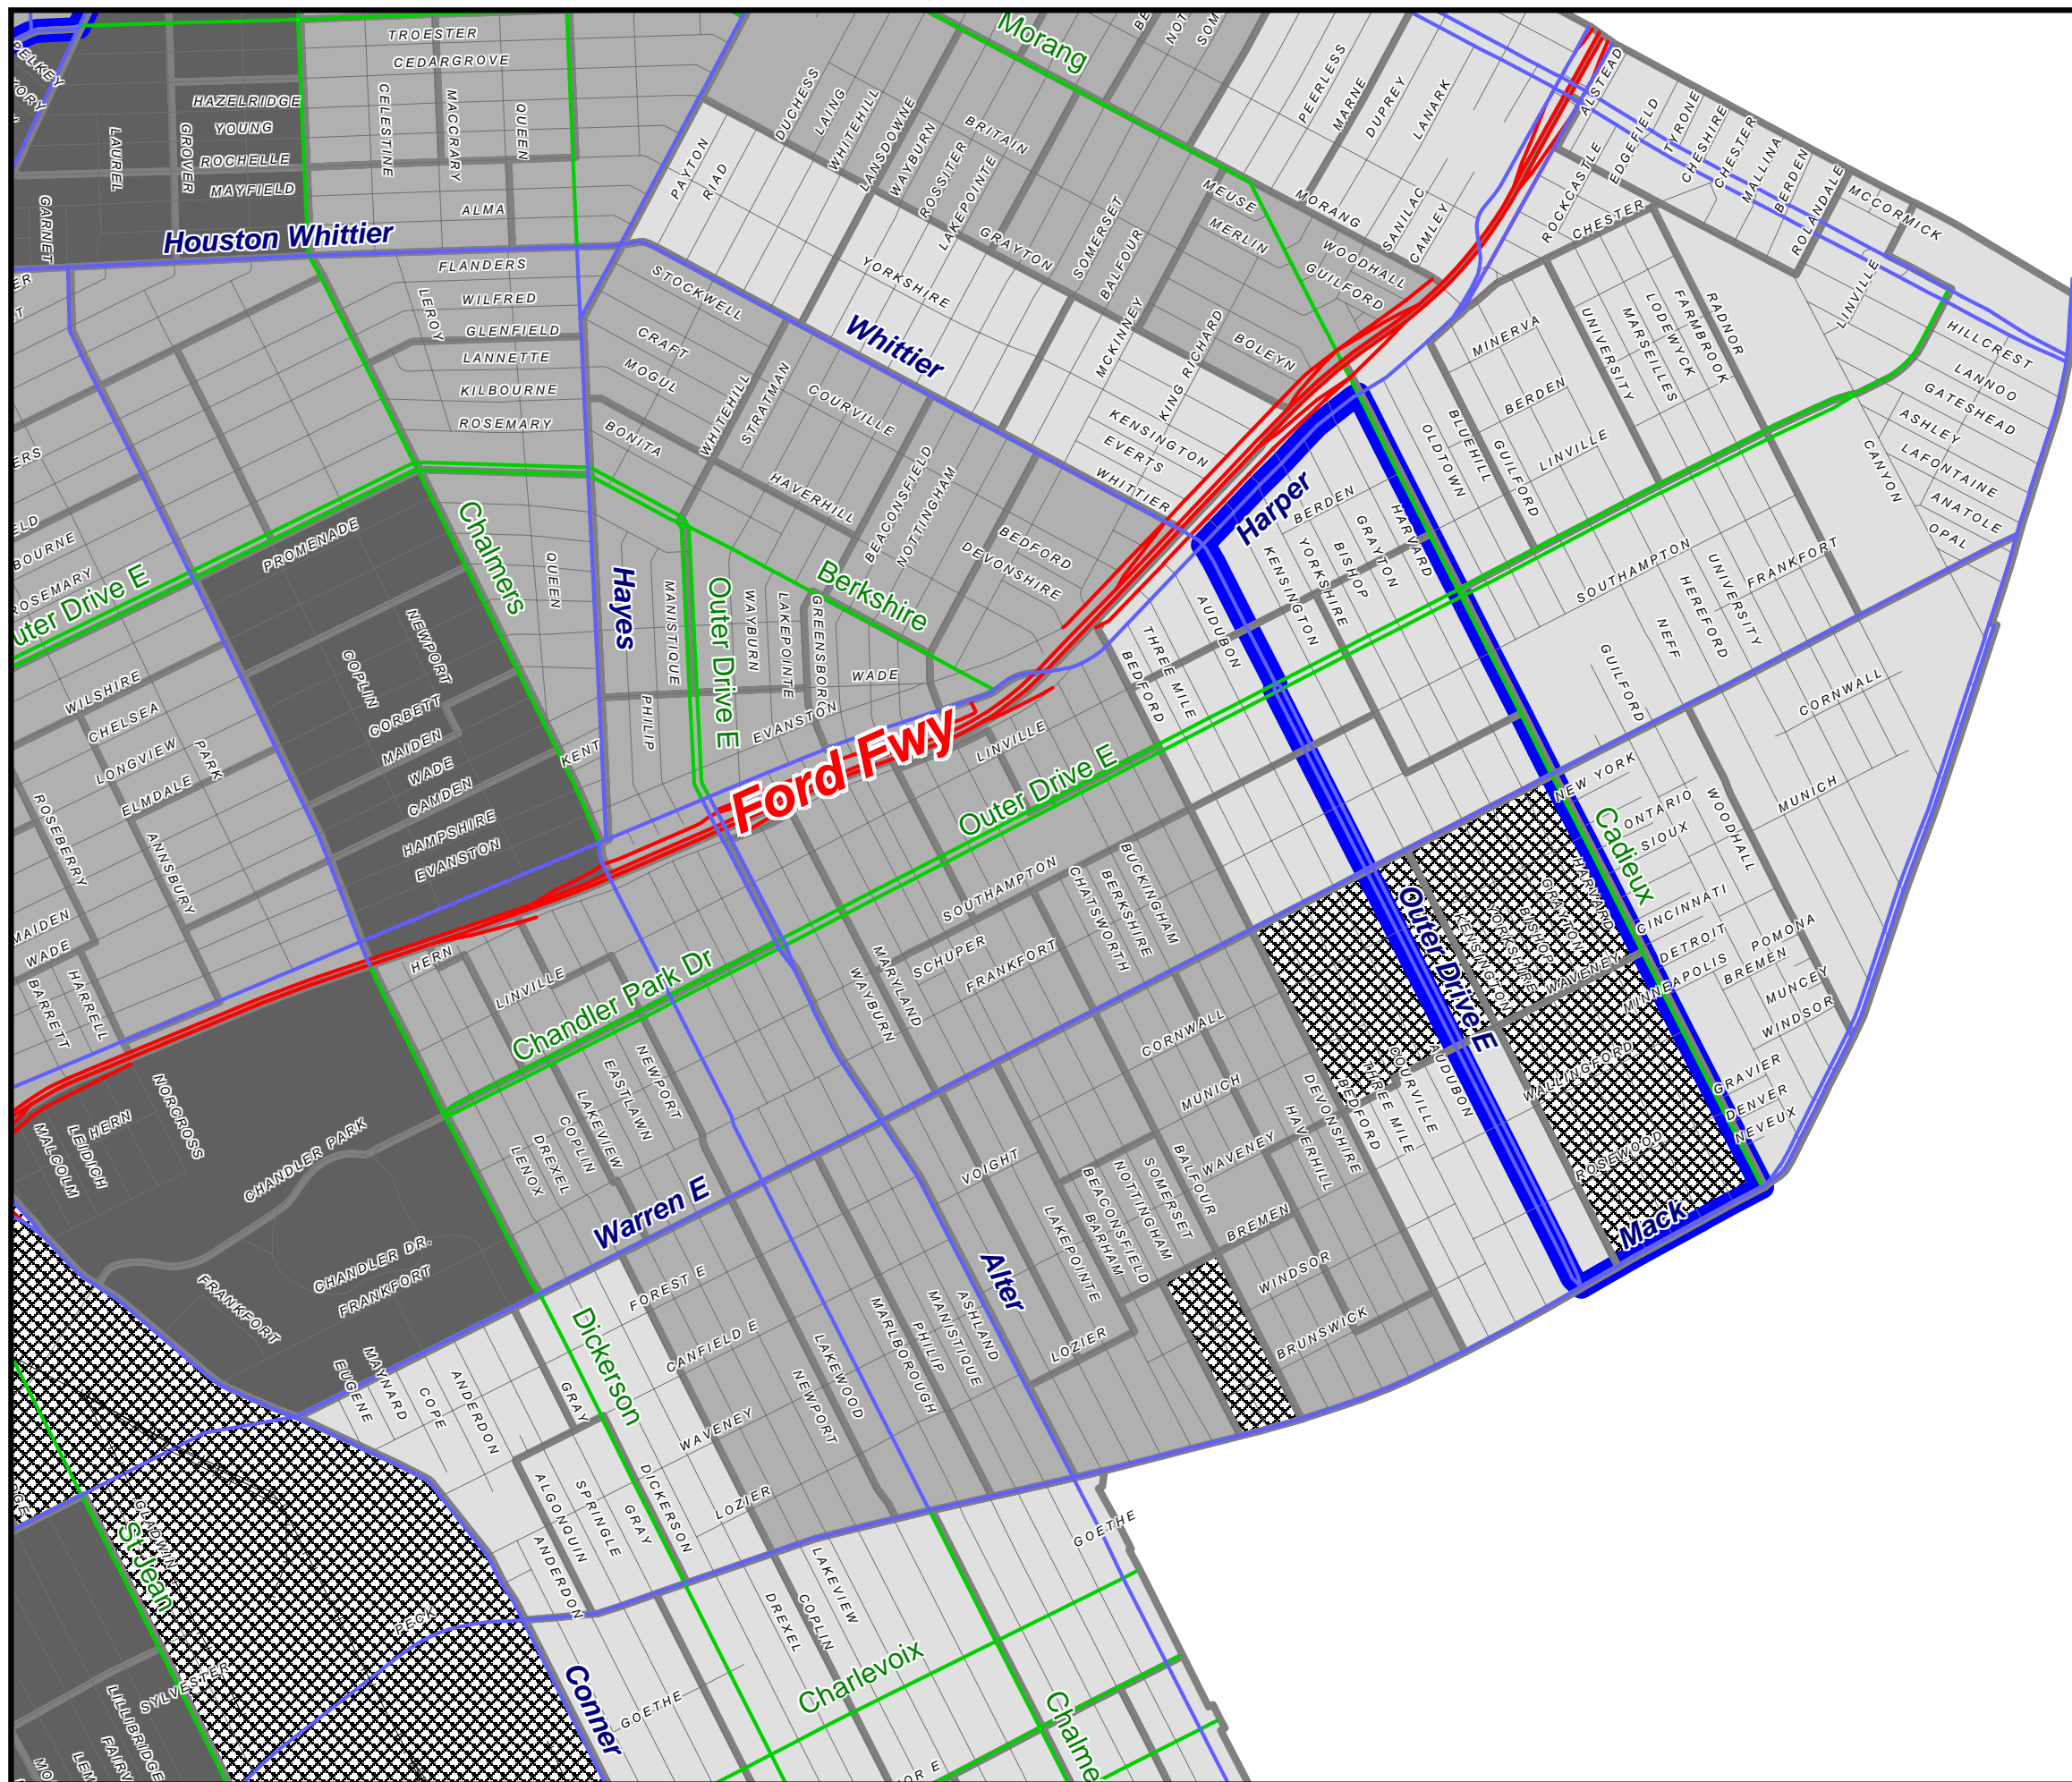 TROESTER
CEDARGROVE
HAZELRIDGE
YOUNG
ROCHELLE
MAYFIELD
LAUREL
GROVER
GARNET
CELESTINE
MACCRARY
QUEEN
ALMA
Houston Whittier
FLANDERS
LEROY
WILFRED
GLENFIELD
LANNETTE
KILBOURNE
ROSEMARY
PAYTON
RIAD
DUCHESS
LAING
WHITEHILL
LANSDOWNE
WAYBURN
ROSSITER
LAKEPOINTE
BRITAIN
Morang
GRAYTON
YORKSHIRE
SOMERSET
BALFOUR
MCKINNEY
KING RICHARD
PEERLESS
MARNE
DUPREY
LANARK
MEUSE
MERLIN
MORANG
SANILAC
CAMLEY
WOODHALL
GUILFORD
BOLEYN
ALSTEAD
ROCKCASTLE
EDGEFIELD
TYRONE
CHESHIRE
CHESTER
MALLINA
BERDEN
ROLANDALE
MCCORMICK
CHESTER
LINVILLE
HILLCREST
LANNOO
GATESHEAD
ASHLEY
LAFONTAINE
ANATOLE
OPAL
CANYON
MINERVA
UNIVERSITY
MARSEILLES
LODEWYCK
FARMBROOK
RADNOR
BERDEN
LINVILLE
OLDTOWN
BLUEHILL
GUILFORD
STOCKWELL
CRAFT
MOGUL
BONITA
WHITEHILL
STRATMAN
COURVILLE
HAVERHILL
BEACONSFIELD
NOTTINGHAM
Whittier
KENSINGTON
EVERTS
WHITTIER
BEDFORD
DEVONSHIRE
Berkshire
Harper
BERDEN
HARVARD
GRAYTON
BISHOP
YORKSHIRE
KENSINGTON
AUDUBON
THREE MILE
BEDFORD
SOUTHAMPTON
FRANKFORT
UNIVERSITY
HEREFORD
NEFF
GUILFORD
CORNWALL
MUNICH
PROMENADE
Chalmers
QUEEN
Hayes
MANISTIQUE
Outer Drive E
WAYBURN
LAKEPOINTE
WADE
PHILIP
EVANSTON
KENT
NEWPORT
COPLIN
CORBETT
MAIDEN
WADE
CAMDEN
HAMPSHIRE
EVANSTON
WILSHIRE
CHELSEA
LONGVIEW
ELMDALE
PARK
ROSEBERRY
ANNSBURY
MAIDEN
WADE
HARRELL
BARRETT
Ford Fwy
LINVILLE
Outer Drive E
SOUTHAMPTON
SCHUPER
FRANKFORT
MARYLAND
WAYBURN
CHATSWORTH
BERKSHIRE
BUCKINGHAM
CORNWALL
MUNICH
NEW YORK
ONTARIO
SIOUX
WOODHALL
Cadieux
CINCINNATI
DETROIT
MINNEAPOLIS
POMONA
BREMEN
MUNCEY
WINDSOR
GRAVIER
DENVER
NEVEUX
HARVARD
GRAYTON
BISHOP
YORKSHIRE
KENSINGTON
WAVENEY
Outer Drive E
WALLINGFORD
ROSEWOOD
AUDUBON
COURVILLE
THREE MILE
BEDFORD
DEVONSHIRE
HAVERHILL
Mack
HERN
LINVILLE
Chandler Park Dr
NEWPORT
EASTLAWN
LAKEVIEW
COPLIN
DREXEL
LENOX
NORCROSS
HERN
LEIDICH
MALCOLM
CHANDLER PARK
CHANDLER DR.
FRANKFORT
FRANKFORT
Warren E
VOIGHT
WAVENEY
BALFOUR
SOMERSET
NOTTINGHAM
BEACONSFIELD
BARHAM
LAKEPOINTE
BREMEN
WINDSOR
BRUNSWICK
LOZIER
Alter
ASHLAND
MANISTIQUE
PHILIP
MARLBOROUGH
FOREST E
CANFIELD E
Dickerson
GRAY
LAKEWOOD
NEWPORT
WAVENEY
LOZIER
MAYNARD
EUGENE
COPE
ANDERDON
ALGONQUIN
SPRINGLE
GRAY
DICKERSON
ANDERDON
GOETHE
LAKEVIEW
COPLIN
DREXEL
Charlevoix
GOETHE
Conner
PECK
St Jean
GLADWIN
SYLVESTER
LILLIBRIDGE